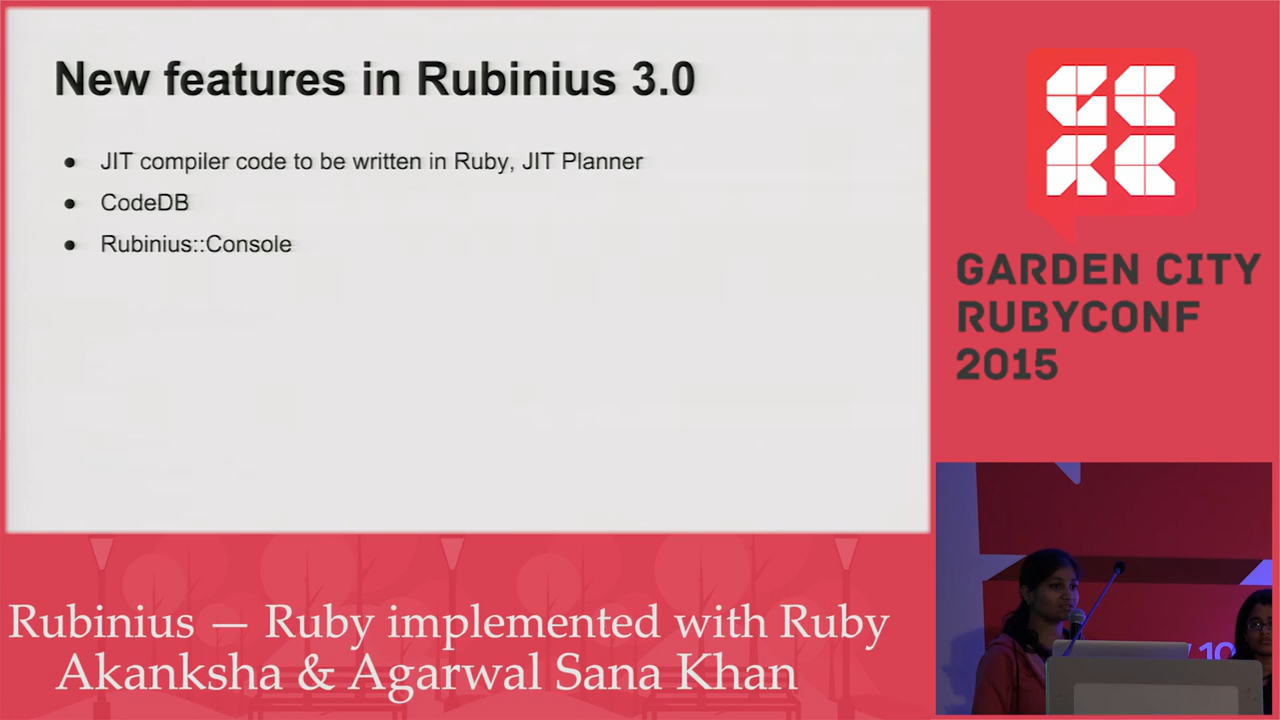 New features in Rubinius 3.0
● JIT compiler code to be written in Ruby, JIT Planner
● CodeDB
● Rubinius::Console
GCRC
GARDEN CITY
RUBYCONF
2015
Rubinius — Ruby implemented with Ruby
Akanksha & Agarwal Sana Khan